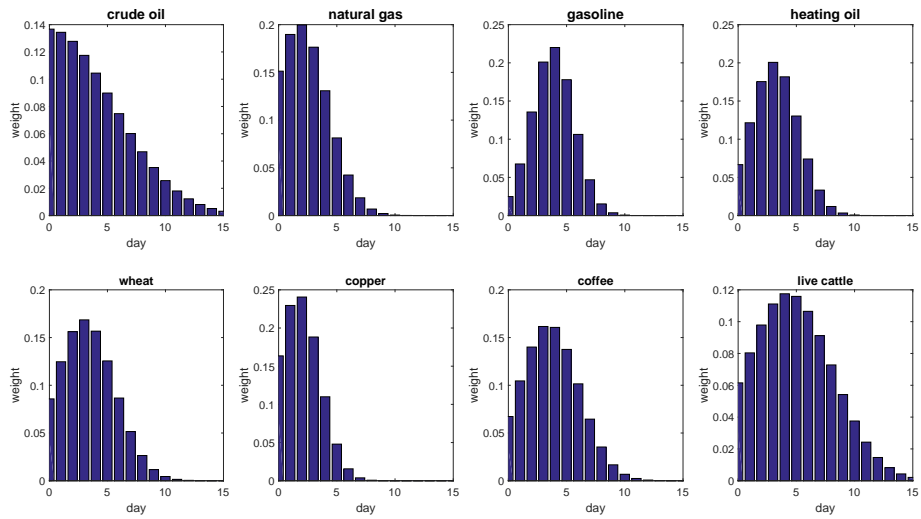 crude oil
0.14
0.12
0.1
0.08
0.06
0.04
0.02
0
weight
0 5 10 15
day
natural gas
0.2
0.15
0.1
0.05
0
weight
0 5 10 15
day
gasoline
0.25
0.2
0.15
0.1
0.05
0
weight
0 5 10 15
day
heating oil
0.25
0.2
0.15
0.1
0.05
0
weight
0 5 10 15
day
wheat
0.2
0.15
0.1
0.05
0
weight
0 5 10 15
day
copper
0.25
0.2
0.15
0.1
0.05
0
weight
0 5 10 15
day
coffee
0.2
0.15
0.1
0.05
0
weight
0 5 10 15
day
live cattle
0.12
0.1
0.08
0.06
0.04
0.02
0
weight
0 5 10 15
day